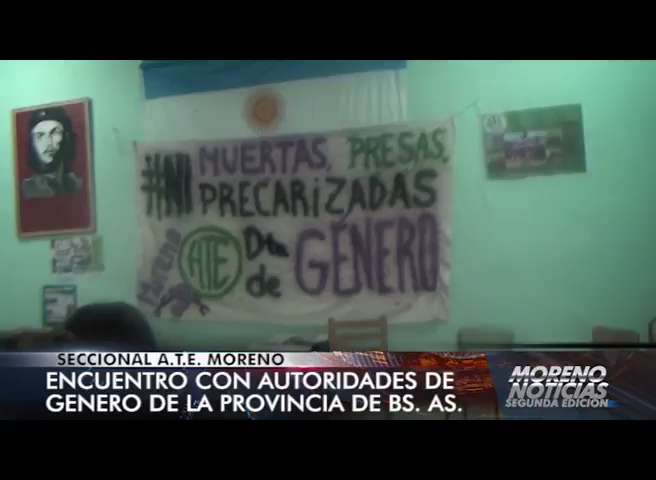 #NI MUERTAS, PRESAS,
PRECARIZADAS
Moreno ATE Dto. de GÉNERO
SECCIONAL A.T.E. MORENO
ENCUENTRO CON AUTORIDADES DE
GENERO DE LA PROVINCIA DE BS. AS.
MORENO
NOTICIAS
SEGUNDA EDICION